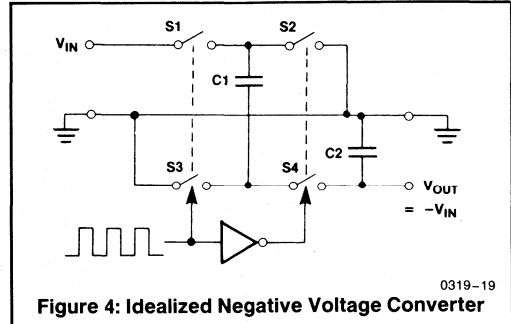 S1
S2
VIN
C1
C2
S3
S4
VOUT
= -VIN
0319-19
Figure 4: Idealized Negative Voltage Converter